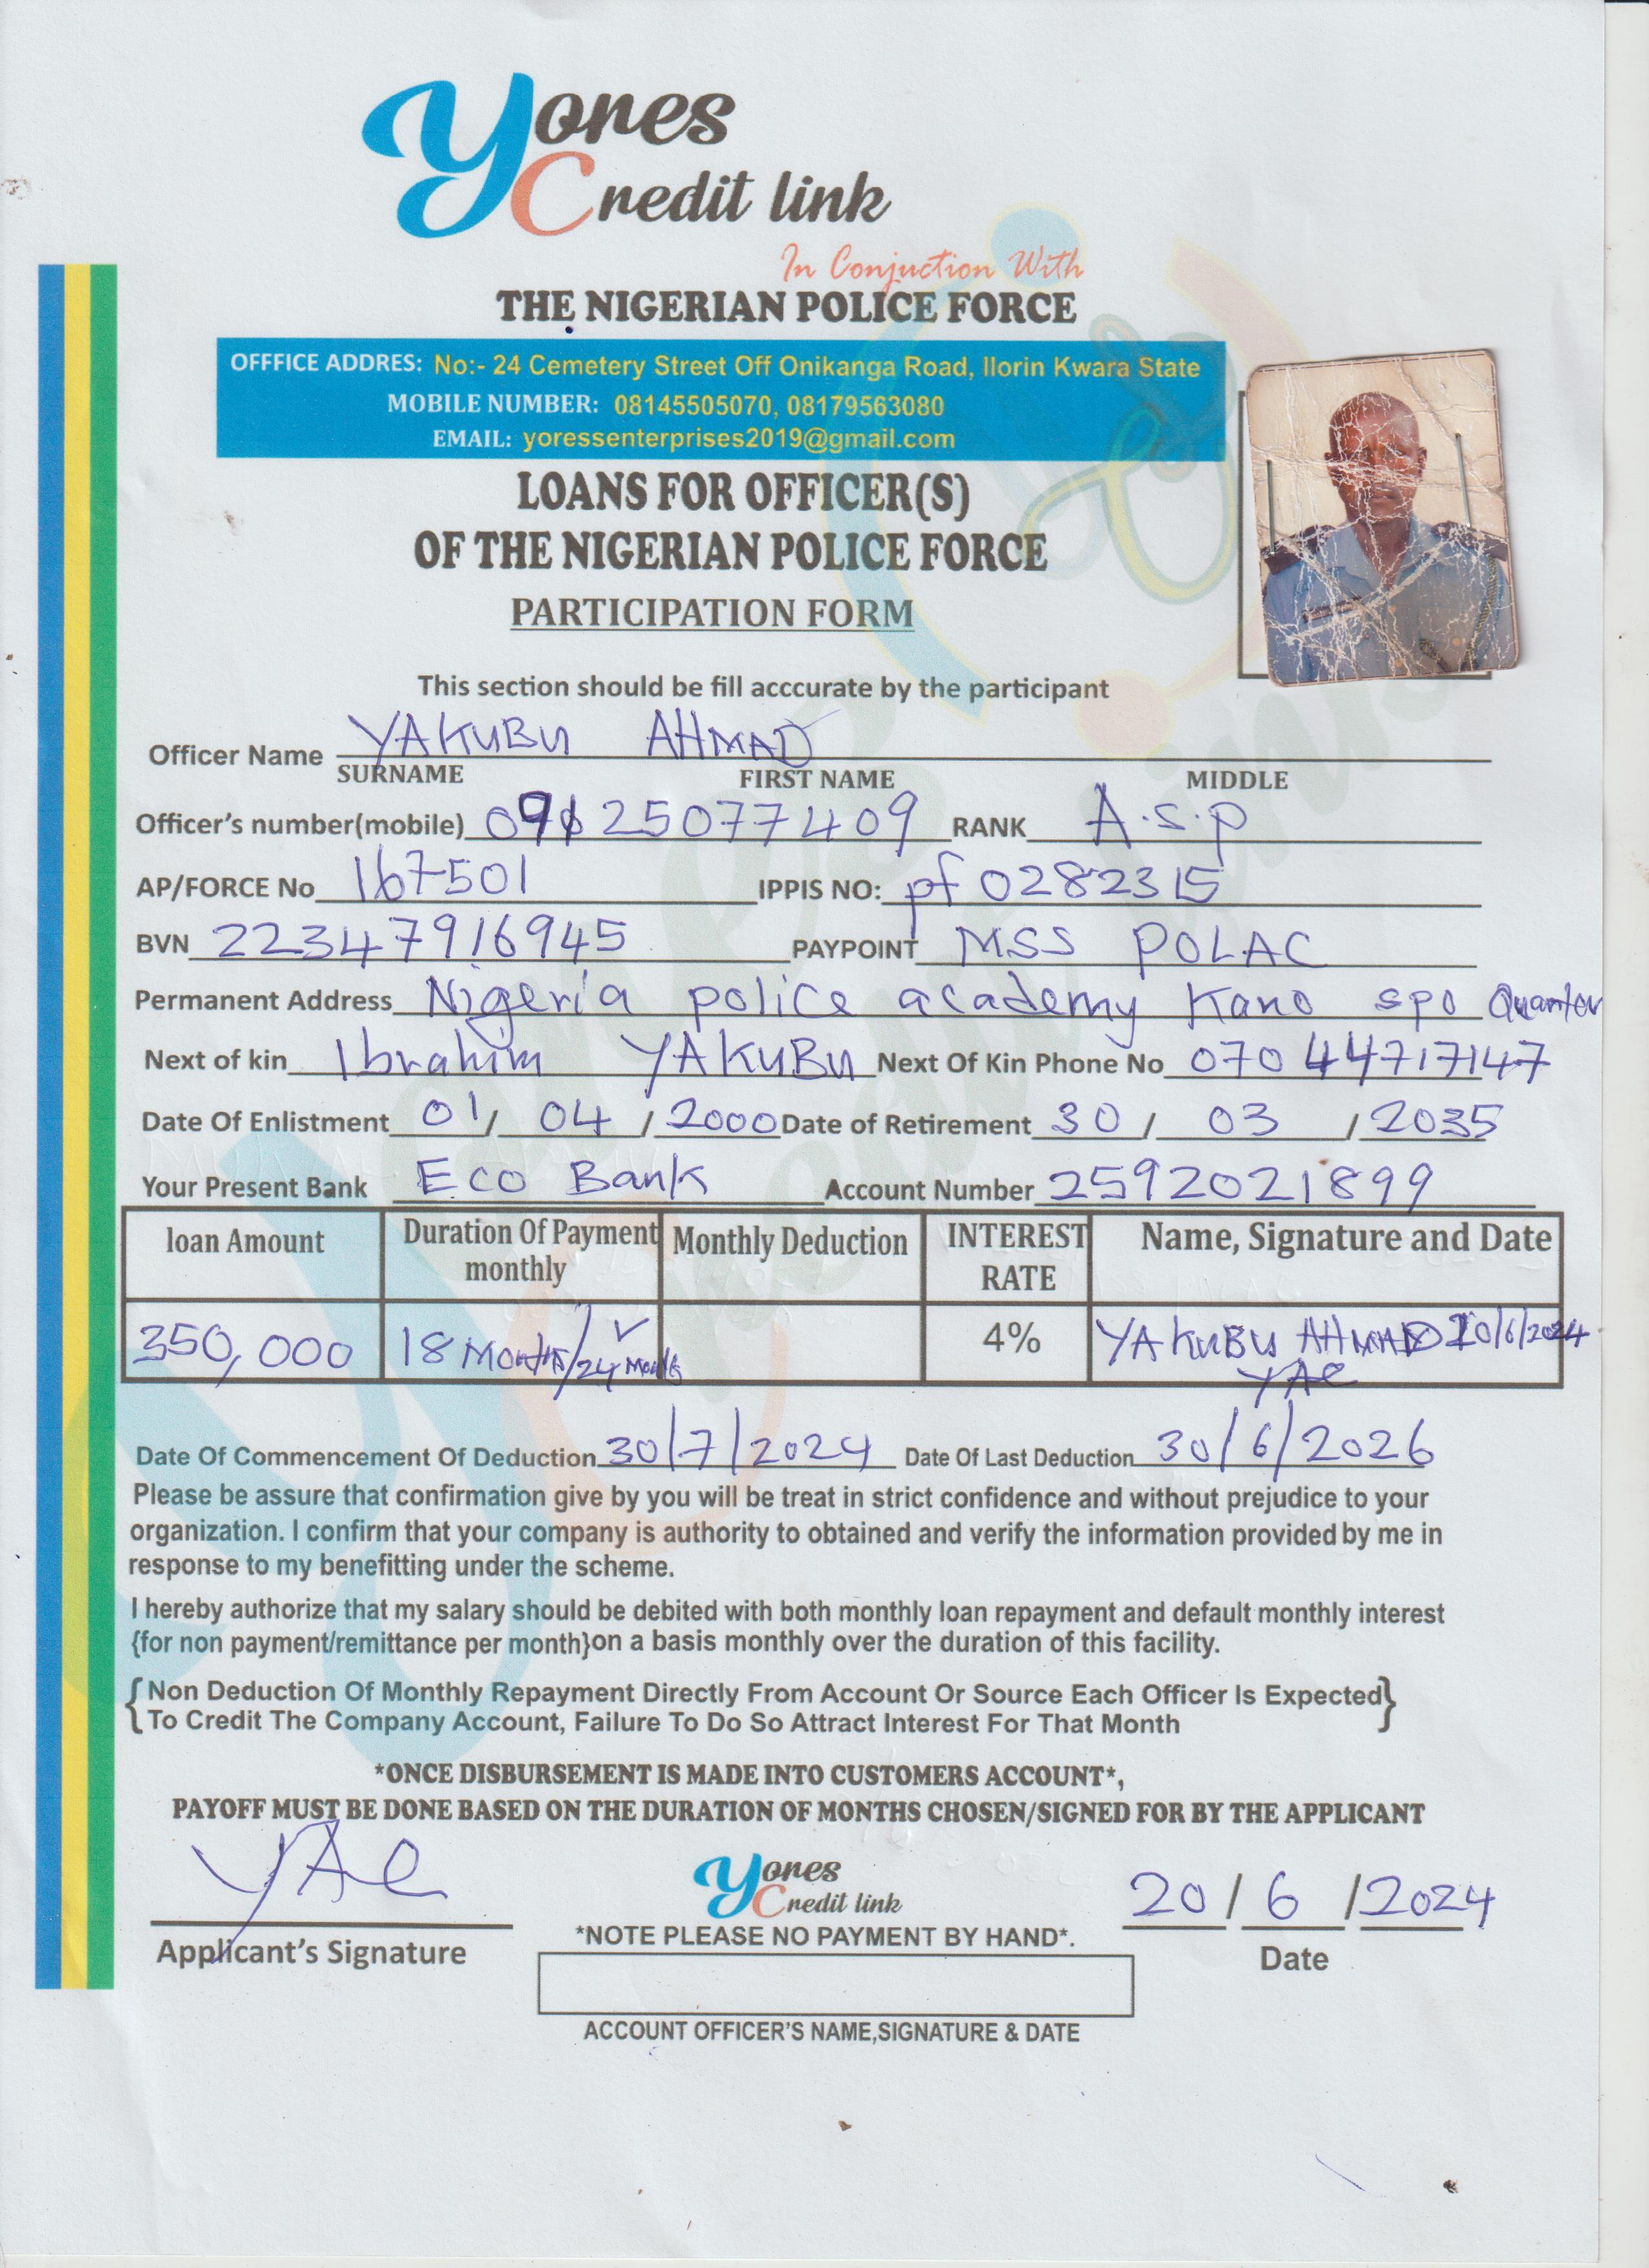 Yores
Credit link
In Conjuction With
THE NIGERIAN POLICE FORCE
OFFFICE ADDRES: No:- 24 Cemetery Street Off Onikanga Road, Ilorin Kwara State
MOBILE NUMBER: 08145505070, 08179563080
EMAIL: yoressenterprises2019@gmail.com
LOANS FOR OFFICER(S)
OF THE NIGERIAN POLICE FORCE
PARTICIPATION FORM
This section should be fill acccurate by the participant
Officer Name YAKUBU AHMAD
SURNAME FIRST NAME MIDDLE
Officer's number(mobile) 25077409 RANK A.S.P
AP/FORCE No 167501 IPPIS NO: pf 0282315
BVN 22347916945 PAYPOINT MSS POLAC
Permanent Address Nigeria police academy Kano spo Quarter
Next of kin Ibrahim YAKUBU Next Of Kin Phone No 07044717147
Date Of Enlistment 01/ 04 / 2000 Date of Retirement 30 / 03 / 2035
Your Present Bank Eco Bank Account Number 2592021899
loan Amount Duration Of Payment monthly Monthly Deduction INTEREST RATE Name, Signature and Date
350,000 18 Months/24 Months ✓ 4% YAKUBU AHMAD 20/6/2024
YAe
Date Of Commencement Of Deduction 30/7/2024 Date Of Last Deduction 30/6/2026
Please be assure that confirmation give by you will be treat in strict confidence and without prejudice to your
organization. I confirm that your company is authority to obtained and verify the information provided by me in
response to my benefitting under the scheme.
I hereby authorize that my salary should be debited with both monthly loan repayment and default monthly interest
{for non payment/remittance per month}on a basis monthly over the duration of this facility.
{Non Deduction Of Monthly Repayment Directly From Account Or Source Each Officer Is Expected}
To Credit The Company Account, Failure To Do So Attract Interest For That Month
*ONCE DISBURSEMENT IS MADE INTO CUSTOMERS ACCOUNT*,
PAYOFF MUST BE DONE BASED ON THE DURATION OF MONTHS CHOSEN/SIGNED FOR BY THE APPLICANT
YAe
Yores
Credit link
20/ 6 /2024
*NOTE PLEASE NO PAYMENT BY HAND*.
Applicant's Signature Date
ACCOUNT OFFICER'S NAME,SIGNATURE & DATE